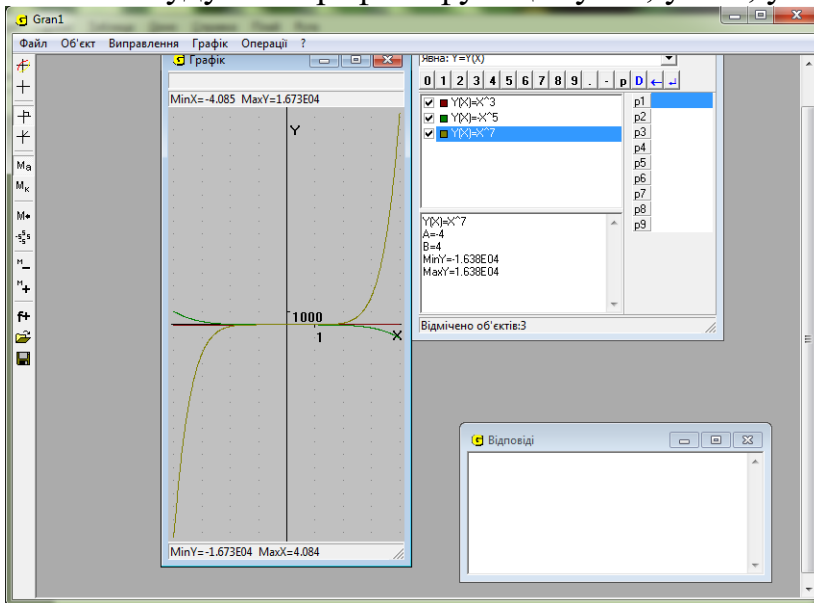 Gran1
Файл Об'єкт Виправлення Графік Операції ?
Графік
MinX=-4.085 MaxY=1.673E04
Y
1000
1
X
MinY=-1.673E04 MaxX=4.084
Явна: Y=Y(X)
0 1 2 3 4 5 6 7 8 9 . - p D ← ↲
Y(X)=X^3
Y(X)=-X^5
Y(X)=X^7
p1
p2
p3
p4
p5
p6
p7
p8
p9
Y(X)=X^7
A=-4
B=4
MinY=-1.638E04
MaxY=1.638E04
Відмічено об'єктів:3
Відповіді
Ma
Mк
M
-5 5 5
M
M +
f+